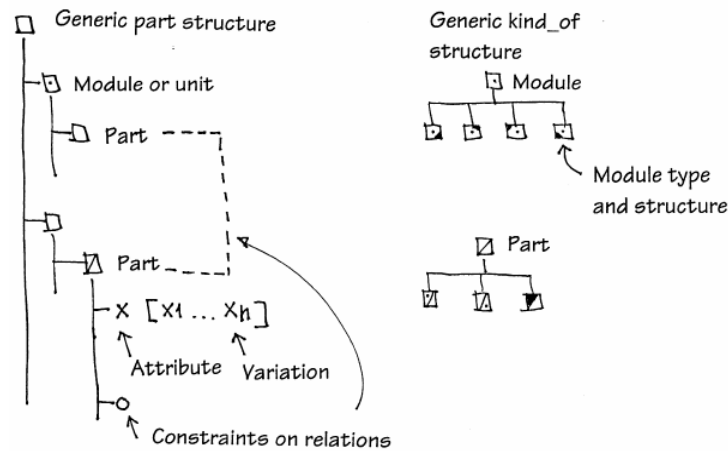 Generic part structure
Module or unit
Part
Part
X [X1 ... Xn]
Attribute
Variation
Constraints on relations
Generic kind_of
structure
Module
Module type
and structure
Part